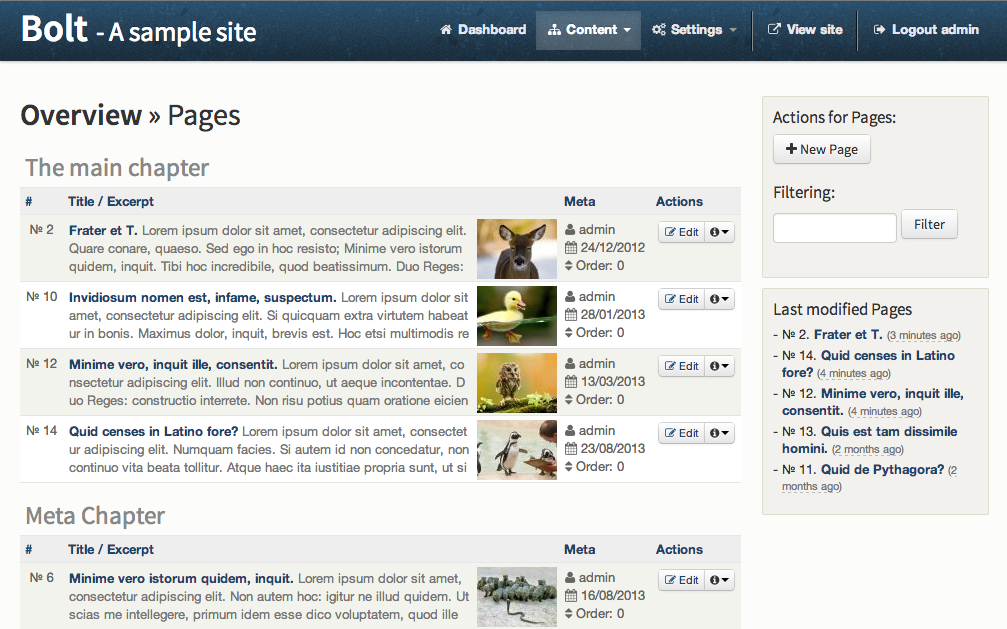 Bolt - A sample site
Dashboard
Content
Settings
View site
Logout admin
Overview » Pages
The main chapter
# Title / Excerpt Meta Actions
№ 2
Frater et T. Lorem ipsum dolor sit amet, consectetur adipiscing elit.
Quare conare, quaeso. Sed ego in hoc resisto; Minime vero istorum
quidem, inquit. Tibi hoc incredibile, quod beatissimum. Duo Reges:
admin
24/12/2012
Order: 0
Edit
№ 10
Invidiosum nomen est, infame, suspectum. Lorem ipsum dolor sit
amet, consectetur adipiscing elit. Si quicquam extra virtutem habeat
ur in bonis. Maximus dolor, inquit, brevis est. Hoc etsi multimodis re
admin
28/01/2013
Order: 0
Edit
№ 12
Minime vero, inquit ille, consentit. Lorem ipsum dolor sit amet, co
nsectetur adipiscing elit. Illud non continuo, ut aeque incontentae. D
uo Reges: constructio interrete. Non risu potius quam oratione eicien
admin
13/03/2013
Order: 0
Edit
№ 14
Quid censes in Latino fore? Lorem ipsum dolor sit amet, consectet
ur adipiscing elit. Numquam facies. Si autem id non concedatur, non
continuo vita beata tollitur. Atque haec ita iustitiae propria sunt, ut si
admin
23/08/2013
Order: 0
Edit
Meta Chapter
# Title / Excerpt Meta Actions
№ 6
Minime vero istorum quidem, inquit. Lorem ipsum dolor sit amet,
consectetur adipiscing elit. Non autem hoc: igitur ne illud quidem. Ut
scias me intellegere, primum idem esse dico voluptatem, quod ille
admin
16/08/2013
Order: 0
Edit
Actions for Pages:
New Page
Filtering:
Filter
Last modified Pages
- № 2. Frater et T. (3 minutes ago)
- № 14. Quid censes in Latino
fore? (4 minutes ago)
- № 12. Minime vero, inquit ille,
consentit. (4 minutes ago)
- № 13. Quis est tam dissimile
homini. (2 months ago)
- № 11. Quid de Pythagora? (2
months ago)